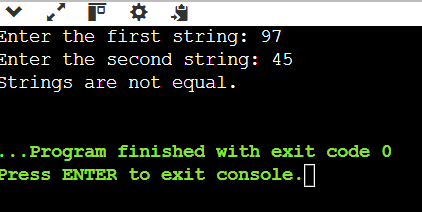 Enter the first string: 97
Enter the second string: 45
Strings are not equal.
...Program finished with exit code 0
Press ENTER to exit console.